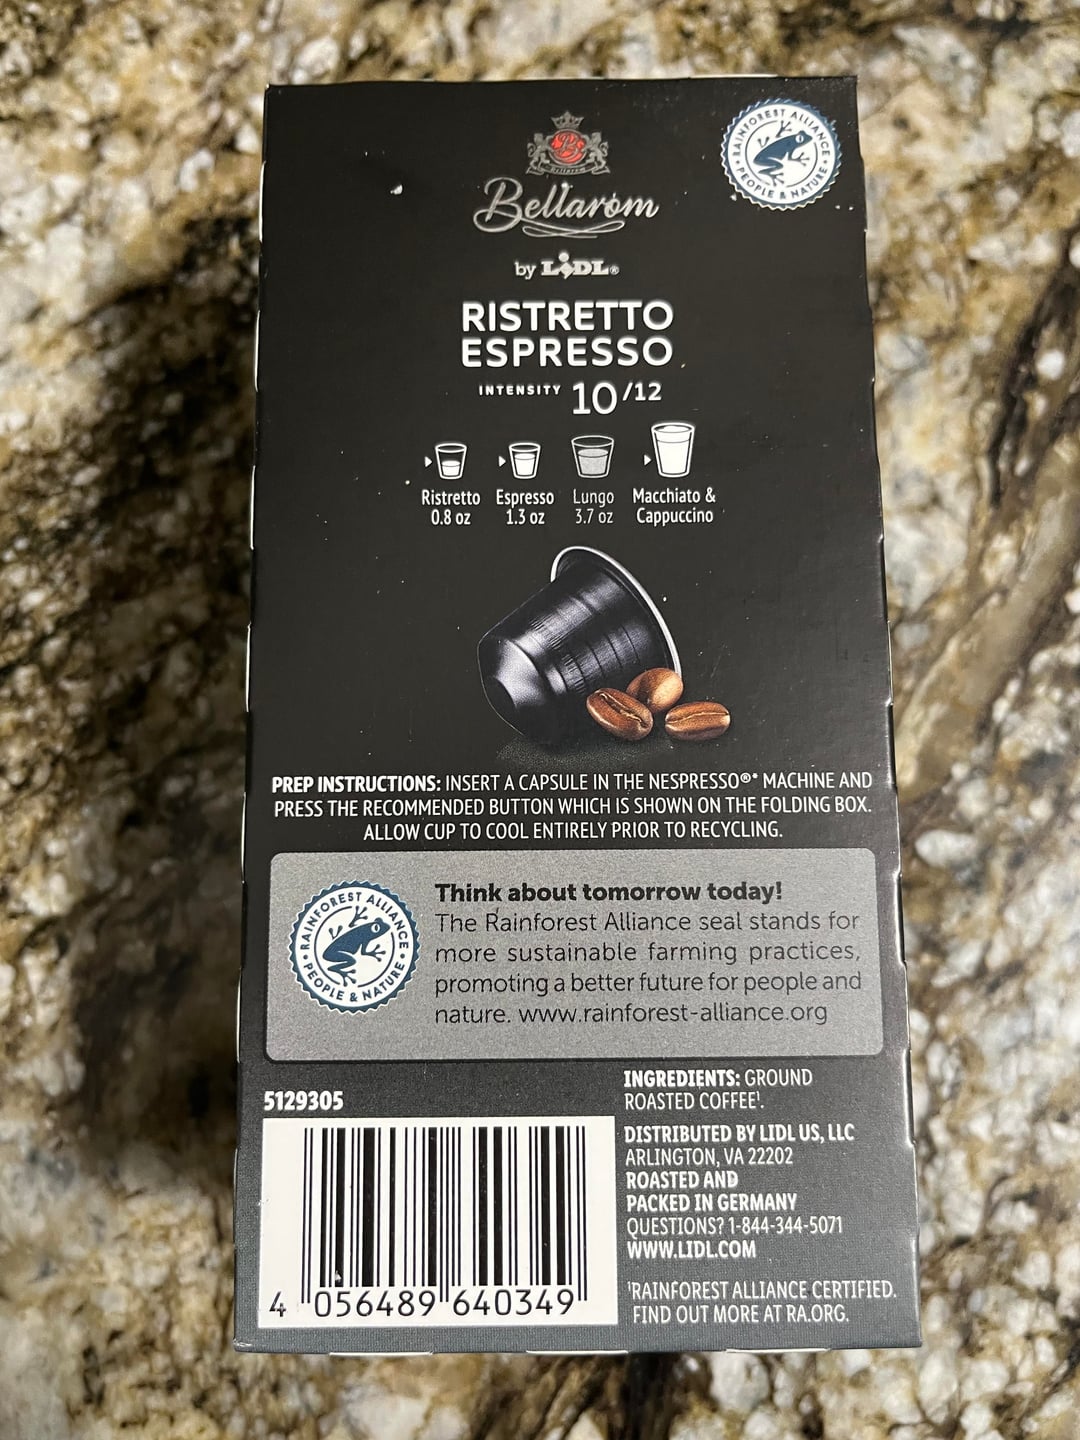 RAINFOREST ALLIANCE
PEOPLE & NATURE
B
Bellarom
Bellarom
by LIDL®
RISTRETTO
ESPRESSO
INTENSITY 10/12
Ristretto
0.8 oz
Espresso
1.3 oz
Lungo
3.7 oz
Macchiato &
Cappuccino
PREP INSTRUCTIONS: INSERT A CAPSULE IN THE NESPRESSO®* MACHINE AND
PRESS THE RECOMMENDED BUTTON WHICH IS SHOWN ON THE FOLDING BOX.
ALLOW CUP TO COOL ENTIRELY PRIOR TO RECYCLING.
RAINFOREST ALLIANCE
PEOPLE & NATURE
Think about tomorrow today!
The Rainforest Alliance seal stands for
more sustainable farming practices,
promoting a better future for people and
nature. www.rainforest-alliance.org
5129305
4 056489 640349
INGREDIENTS: GROUND
ROASTED COFFEE¹.
DISTRIBUTED BY LIDL US, LLC
ARLINGTON, VA 22202
ROASTED AND
PACKED IN GERMANY
QUESTIONS? 1-844-344-5071
WWW.LIDL.COM
¹RAINFOREST ALLIANCE CERTIFIED.
FIND OUT MORE AT RA.ORG.